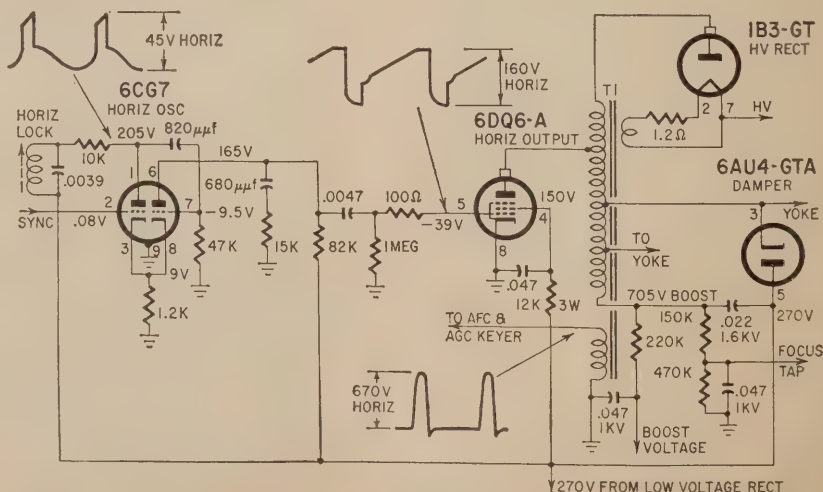 45V HORIZ
6CG7
HORIZ OSC
HORIZ
LOCK
205V
820µµf
10K
.0039
1
6
165V
SYNC
2
.08V
7
-9.5V
3
9
8
9V
47K
1.2K
680µµf
15K
82K
.0047
1MEG
100Ω
160V
HORIZ
6DQ6-A
HORIZ OUTPUT
5
-39V
150V
4
8
.047
12K
3W
T1
1B3-GT
HV RECT
2
7
1.2Ω
HV
6AU4-GTA
DAMPER
3
YOKE
TO
YOKE
5
270V
705V BOOST
150K
.022
1.6KV
220K
FOCUS
TAP
470K
.047
1KV
TO AFC &
AGC KEYER
670V
HORIZ
.047
1KV
BOOST
VOLTAGE
270V FROM LOW VOLTAGE RECT